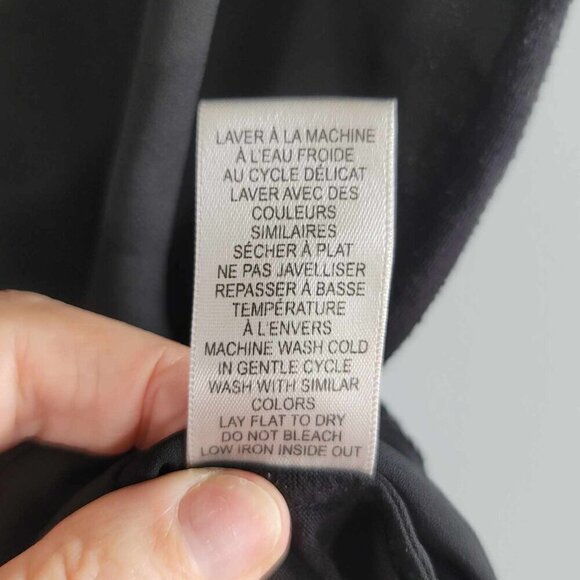 LAVER À LA MACHINE
À L'EAU FROIDE
AU CYCLE DÉLICAT
LAVER AVEC DES
COULEURS
SIMILAIRES
SÉCHER À PLAT
NE PAS JAVELLISER
REPASSER À BASSE
TEMPÉRATURE
À L'ENVERS
MACHINE WASH COLD
IN GENTLE CYCLE
WASH WITH SIMILAR
COLORS
LAY FLAT TO DRY
DO NOT BLEACH
LOW IRON INSIDE OUT